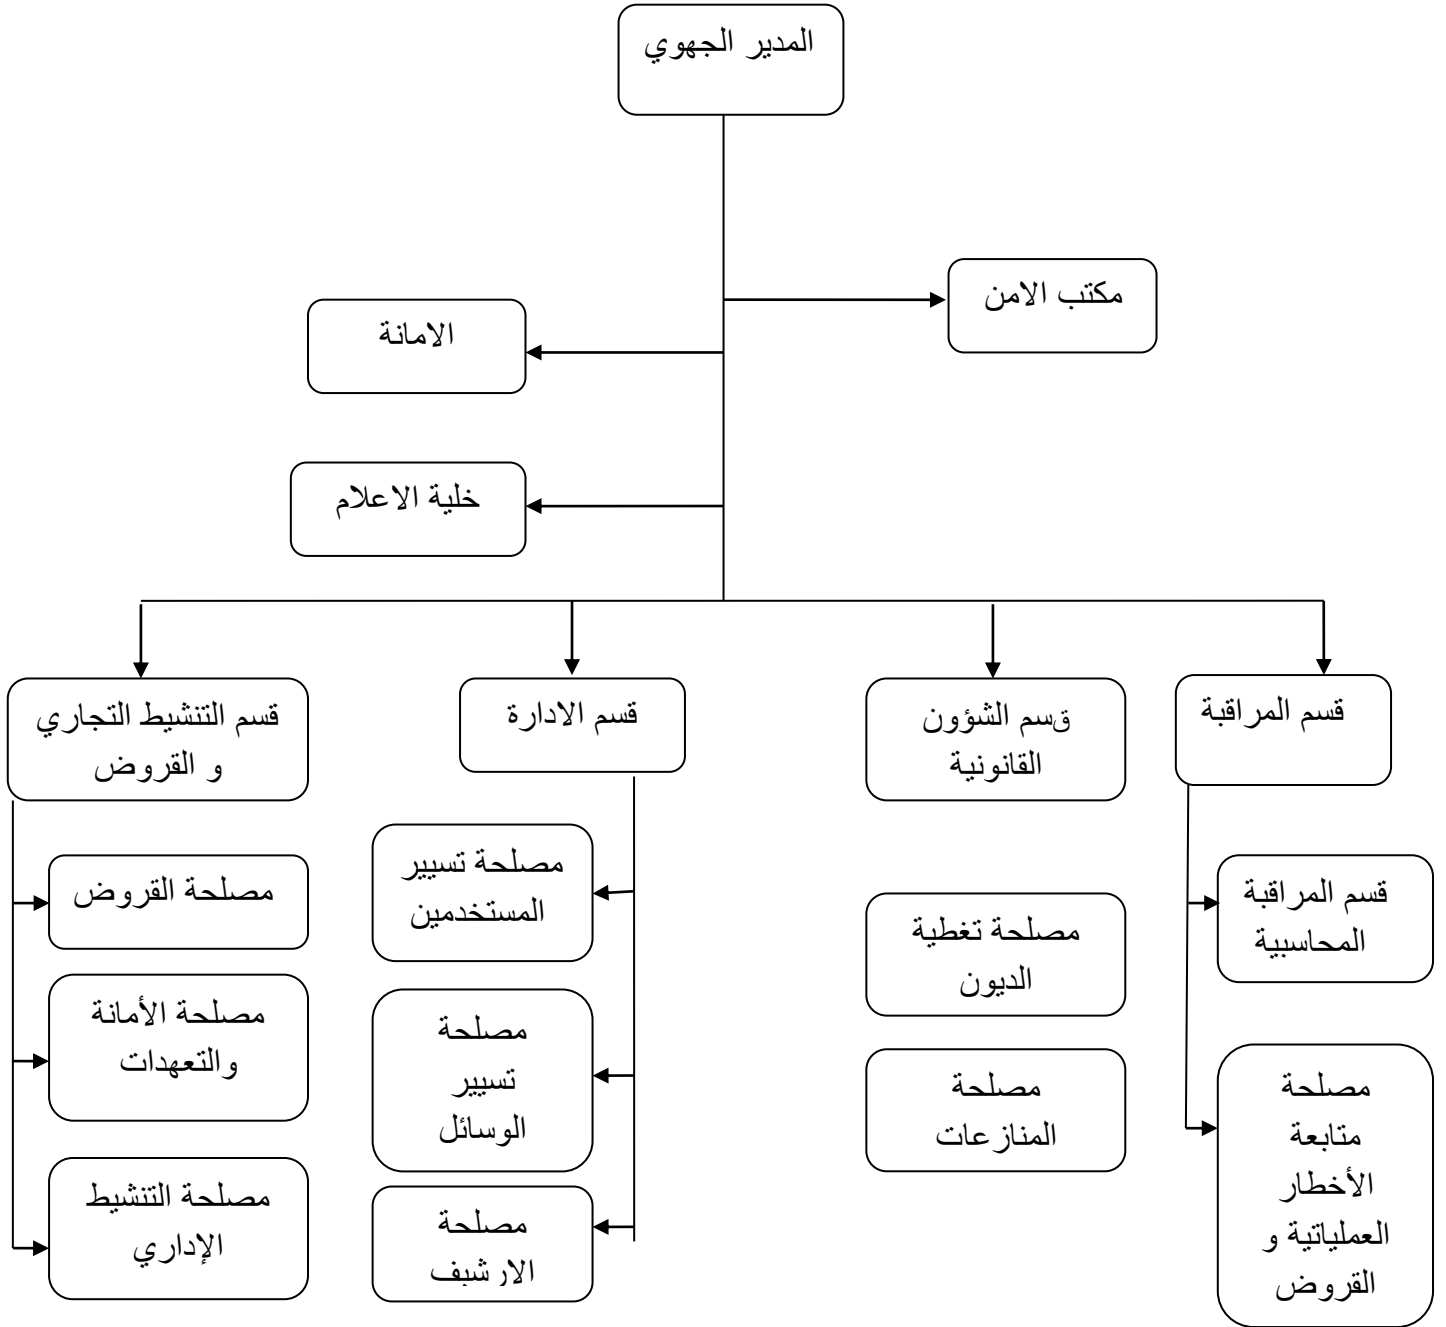 المدير الجهوي
مكتب الامن
الامانة
خلية الاعلام
قسم المراقبة
قسم الشؤون
القانونية
قسم الادارة
قسم التنشيط التجاري
و القروض
قسم المراقبة
المحاسبية
مصلحة
متابعة
الأخطار
العملياتية و
القروض
مصلحة تغطية
الديون
مصلحة
المنازعات
مصلحة تسيير
المستخدمين
مصلحة
تسيير
الوسائل
مصلحة
الارشيف
مصلحة القروض
مصلحة الأمانة
والتعهدات
مصلحة التنشيط
الإداري